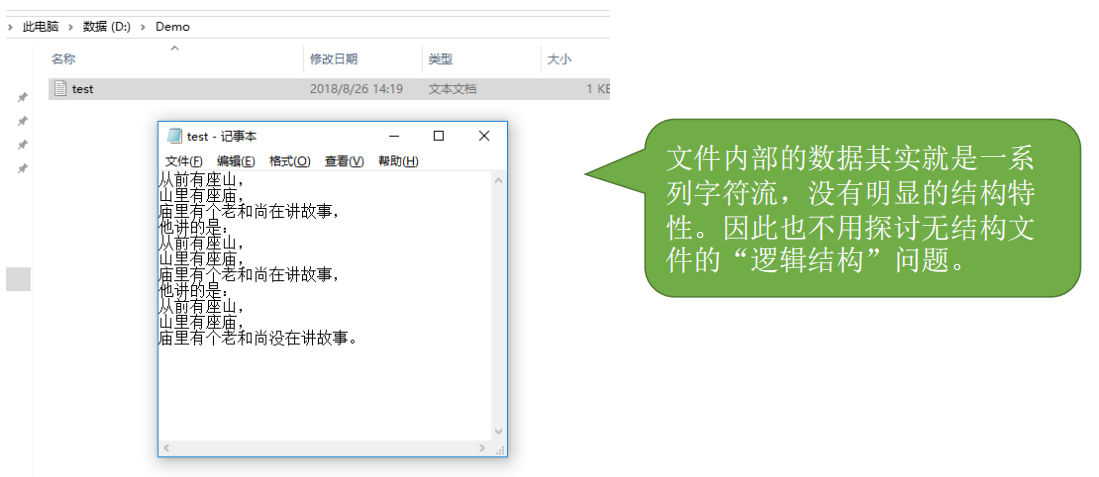 › 此电脑 › 数据 (D:) › Demo
名称 修改日期 类型 大小
test 2018/8/26 14:19 文本文档 1 KB
test - 记事本
文件(F) 编辑(E) 格式(O) 查看(V) 帮助(H)
从前有座山，
山里有座庙，
庙里有个老和尚在讲故事，
他讲的是：
从前有座山，
山里有座庙，
庙里有个老和尚在讲故事，
他讲的是：
从前有座山，
山里有座庙，
庙里有个老和尚没在讲故事。
文件内部的数据其实就是一系
列字符流，没有明显的结构特
性。因此也不用探讨无结构文
件的“逻辑结构”问题。